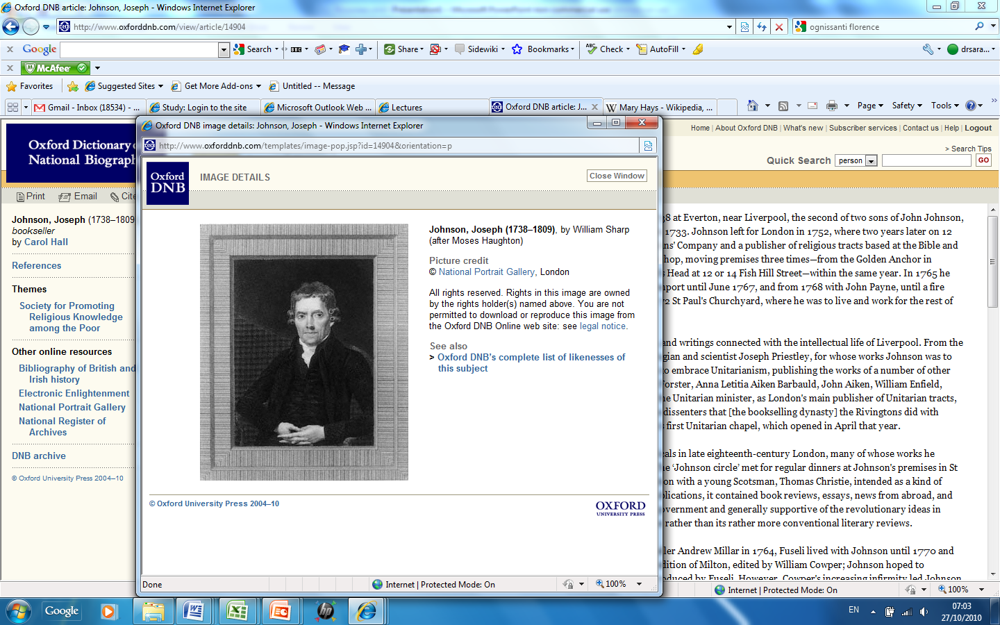 Oxford DNB article: Johnson, Joseph - Windows Internet Explorer
http://www.oxforddnb.com/view/article/14904
ognissanti florence
x Google
Search
ABC
Share
Sidewiki
Bookmarks
Check
AutoFill
drsara...
x McAfee
Favorites
Suggested Sites
Get More Add-ons
Untitled -- Message
Gmail - Inbox (18534) - ...
Study: Login to the site
Microsoft Outlook Web ...
Lectures
Oxford DNB article: J...
Mary Hays - Wikipedia, ...
Page
Safety
Tools
Oxford DNB image details: Johnson, Joseph - Windows Internet Explorer
http://www.oxforddnb.com/templates/image-pop.jsp?id=14904&orientation=p
Home | About Oxford DNB | What's new | Subscriber services | Contact us | Help | Logout
> Search Tips
Quick Search
person
GO
Oxford Dictionary
National Biograp
Print
Email
Cite
Johnson, Joseph (1738–1809
bookseller
by Carol Hall
References
Themes
Society for Promoting
Religious Knowledge
among the Poor
Other online resources
Bibliography of British and
Irish history
Electronic Enlightenment
National Portrait Gallery
National Register of
Archives
DNB archive
© Oxford University Press 2004–10
Oxford
DNB
IMAGE DETAILS
Close Window
Johnson, Joseph (1738–1809), by William Sharp
(after Moses Haughton)
Picture credit
© National Portrait Gallery, London
All rights reserved. Rights in this image are owned
by the rights holder(s) named above. You are not
permitted to download or reproduce this image from
the Oxford DNB Online web site: see legal notice.
See also
> Oxford DNB's complete list of likenesses of
this subject
© Oxford University Press 2004–10
OXFORD
UNIVERSITY PRESS
Done
Internet | Protected Mode: On
100%
38 at Everton, near Liverpool, the second of two sons of John Johnson,
1733. Johnson left for London in 1752, where two years later on 12
ns' Company and a publisher of religious tracts based at the Bible and
hop, moving premises three times—from the Golden Anchor in
s Head at 12 or 14 Fish Hill Street—within the same year. In 1765 he
nport until June 1767, and from 1768 with John Payne, until a fire
72 St Paul's Churchyard, where he was to live and work for the rest of
and writings connected with the intellectual life of Liverpool. From the
gian and scientist Joseph Priestley, for whose works Johnson was to
to embrace Unitarianism, publishing the works of a number of other
Forster, Anna Letitia Aiken Barbauld, John Aiken, William Enfield,
he Unitarian minister, as London's main publisher of Unitarian tracts,
dissenters that [the bookselling dynasty] the Rivingtons did with
s first Unitarian chapel, which opened in April that year.
cals in late eighteenth-century London, many of whose works he
he ‘Johnson circle’ met for regular dinners at Johnson's premises in St
on with a young Scotsman, Thomas Christie, intended as a kind of
blications, it contained book reviews, essays, news from abroad, and
overnment and generally supportive of the revolutionary ideas in
rather than its rather more conventional literary reviews.
ler Andrew Millar in 1764, Fuseli lived with Johnson until 1770 and
dition of Milton, edited by William Cowper; Johnson hoped to
oduced by Fuseli. However, Cowper's increasing infirmity led Johnson
Internet | Protected Mode: On
100%
Google
hp
EN
07:03
27/10/2010